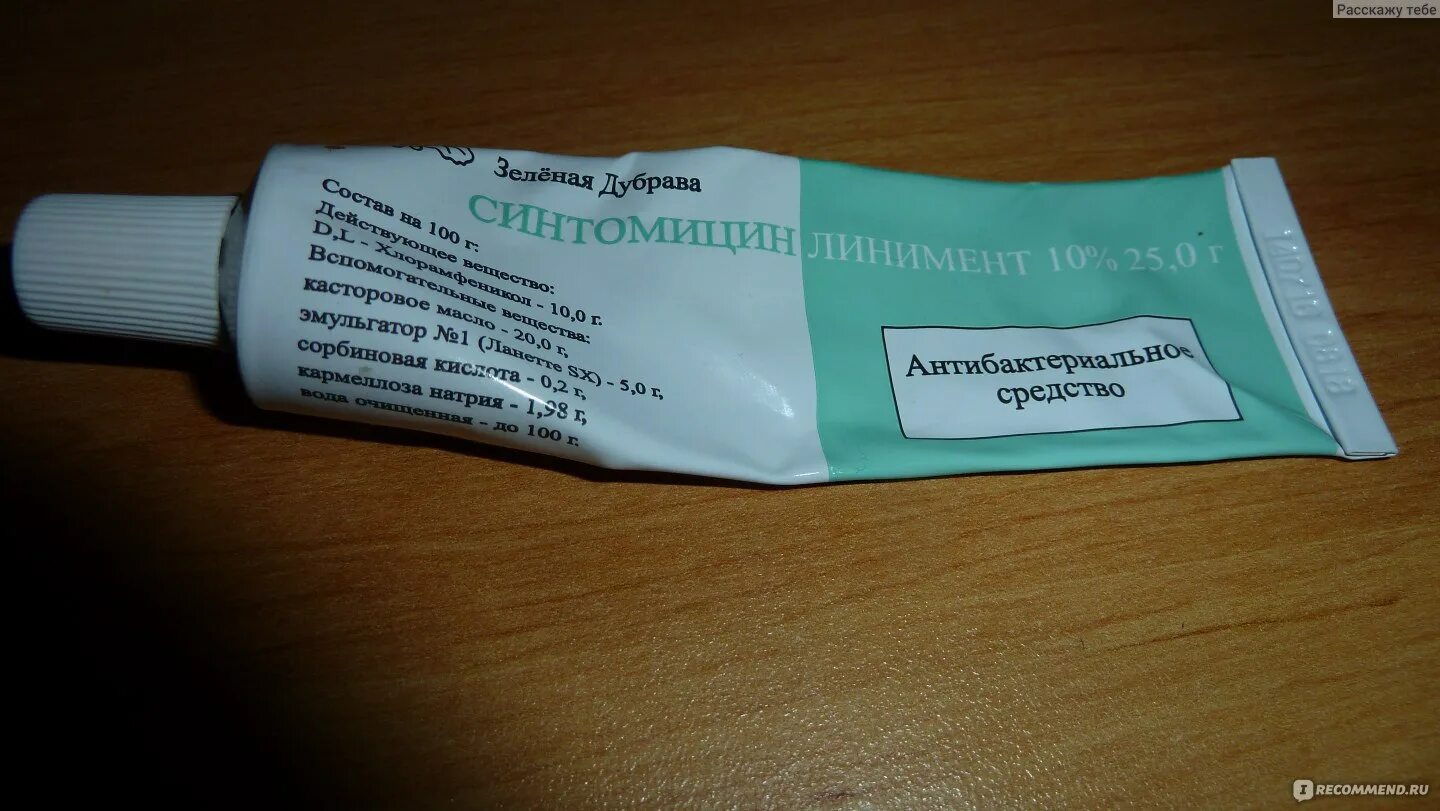 Расскажу тебе
Зелёная Дубрава
СИНТОМИЦИН ЛИНИМЕНТ 10% 25,0 г
Состав на 100 г:
Действующее вещество:
D,L - Хлорамфеникол - 10,0 г.
Вспомогательные вещества:
касторовое масло - 20,0 г,
эмульгатор №1 (Ланетте SX) - 5,0 г,
сорбиновая кислота - 0,2 г,
кармеллоза натрия - 1,98 г,
вода очищенная - до 100 г.
Антибактериальное
средство
IRECOMMEND.RU